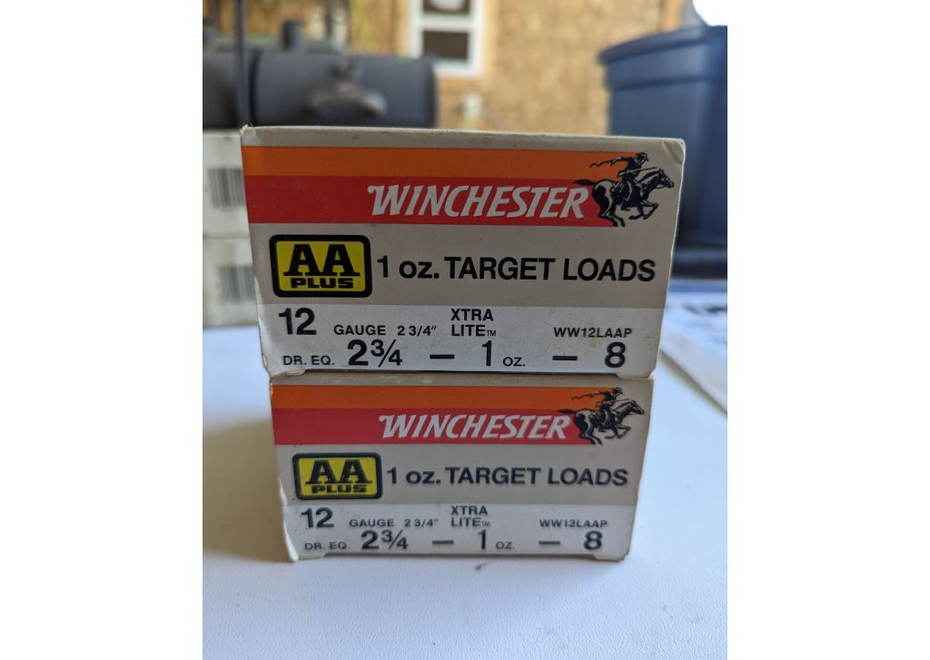 WINCHESTER
AA
PLUS
1 oz. TARGET LOADS
12 GAUGE 2 3/4" XTRA LITE™ WW12LAAP
DR. EQ. 2¾ — 1 oz. — 8
WINCHESTER
AA
PLUS
1 oz. TARGET LOADS
12 GAUGE 2 3/4" XTRA LITE™ WW12LAAP
DR. EQ. 2¾ — 1 oz. — 8